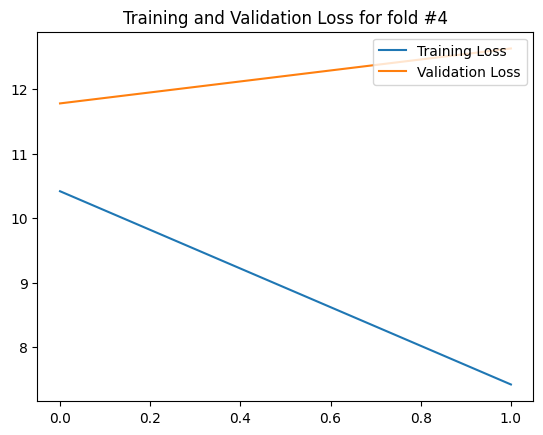 Training and Validation Loss for fold #4
Training Loss
Validation Loss
12
11
10
9
8
0.0 0.2 0.4 0.6 0.8 1.0